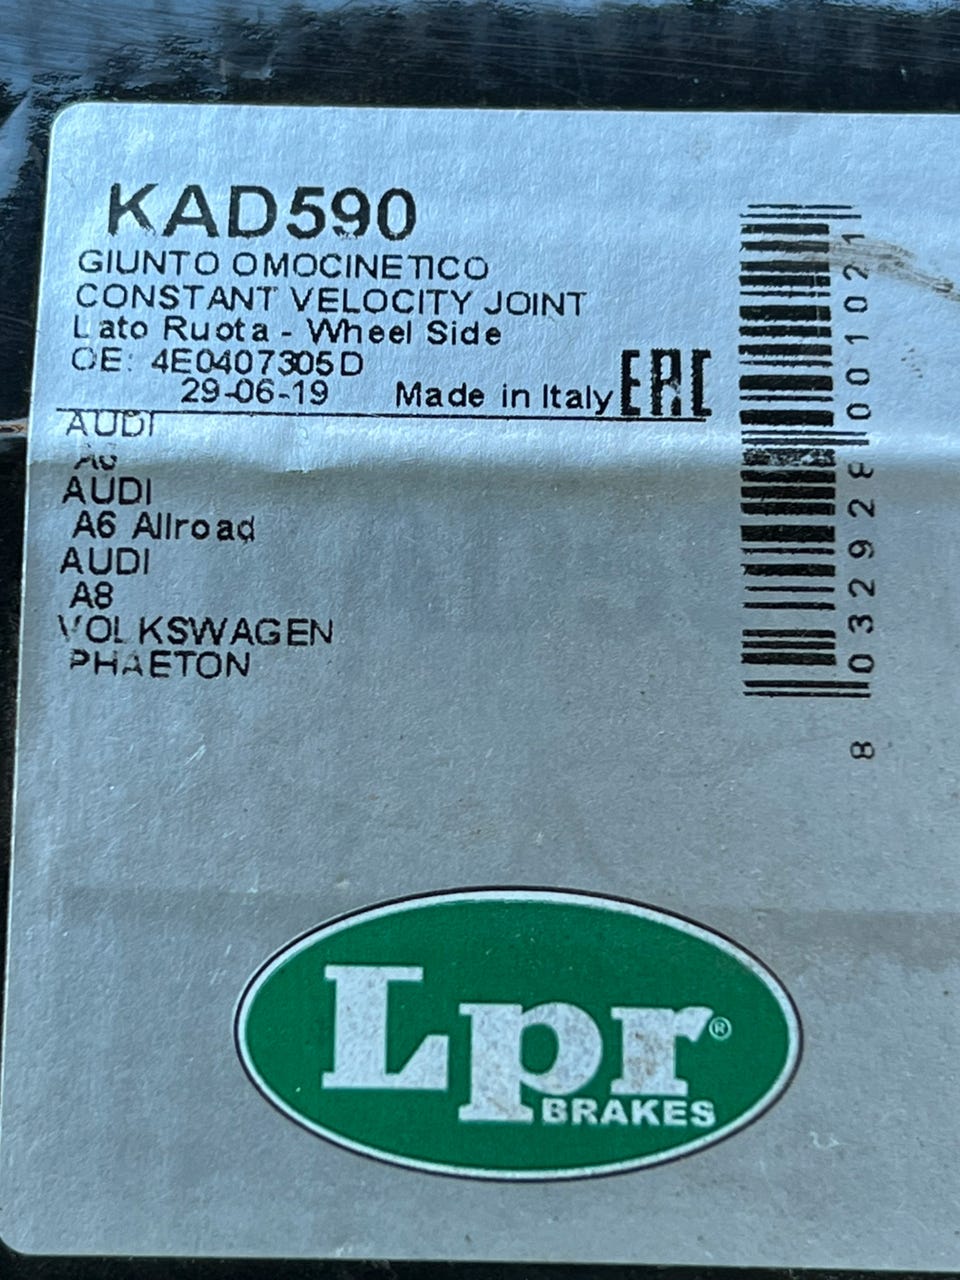 KAD590
GIUNTO OMOCINETICO
CONSTANT VELOCITY JOINT
Lato Ruota - Wheel Side
OE: 4E0407305D
29-06-19 Made in Italy EAC
AUDI
A6
AUDI
A6 Allroad
AUDI
A8
VOLKSWAGEN
PHAETON
8 032928 001021
Lpr®
BRAKES